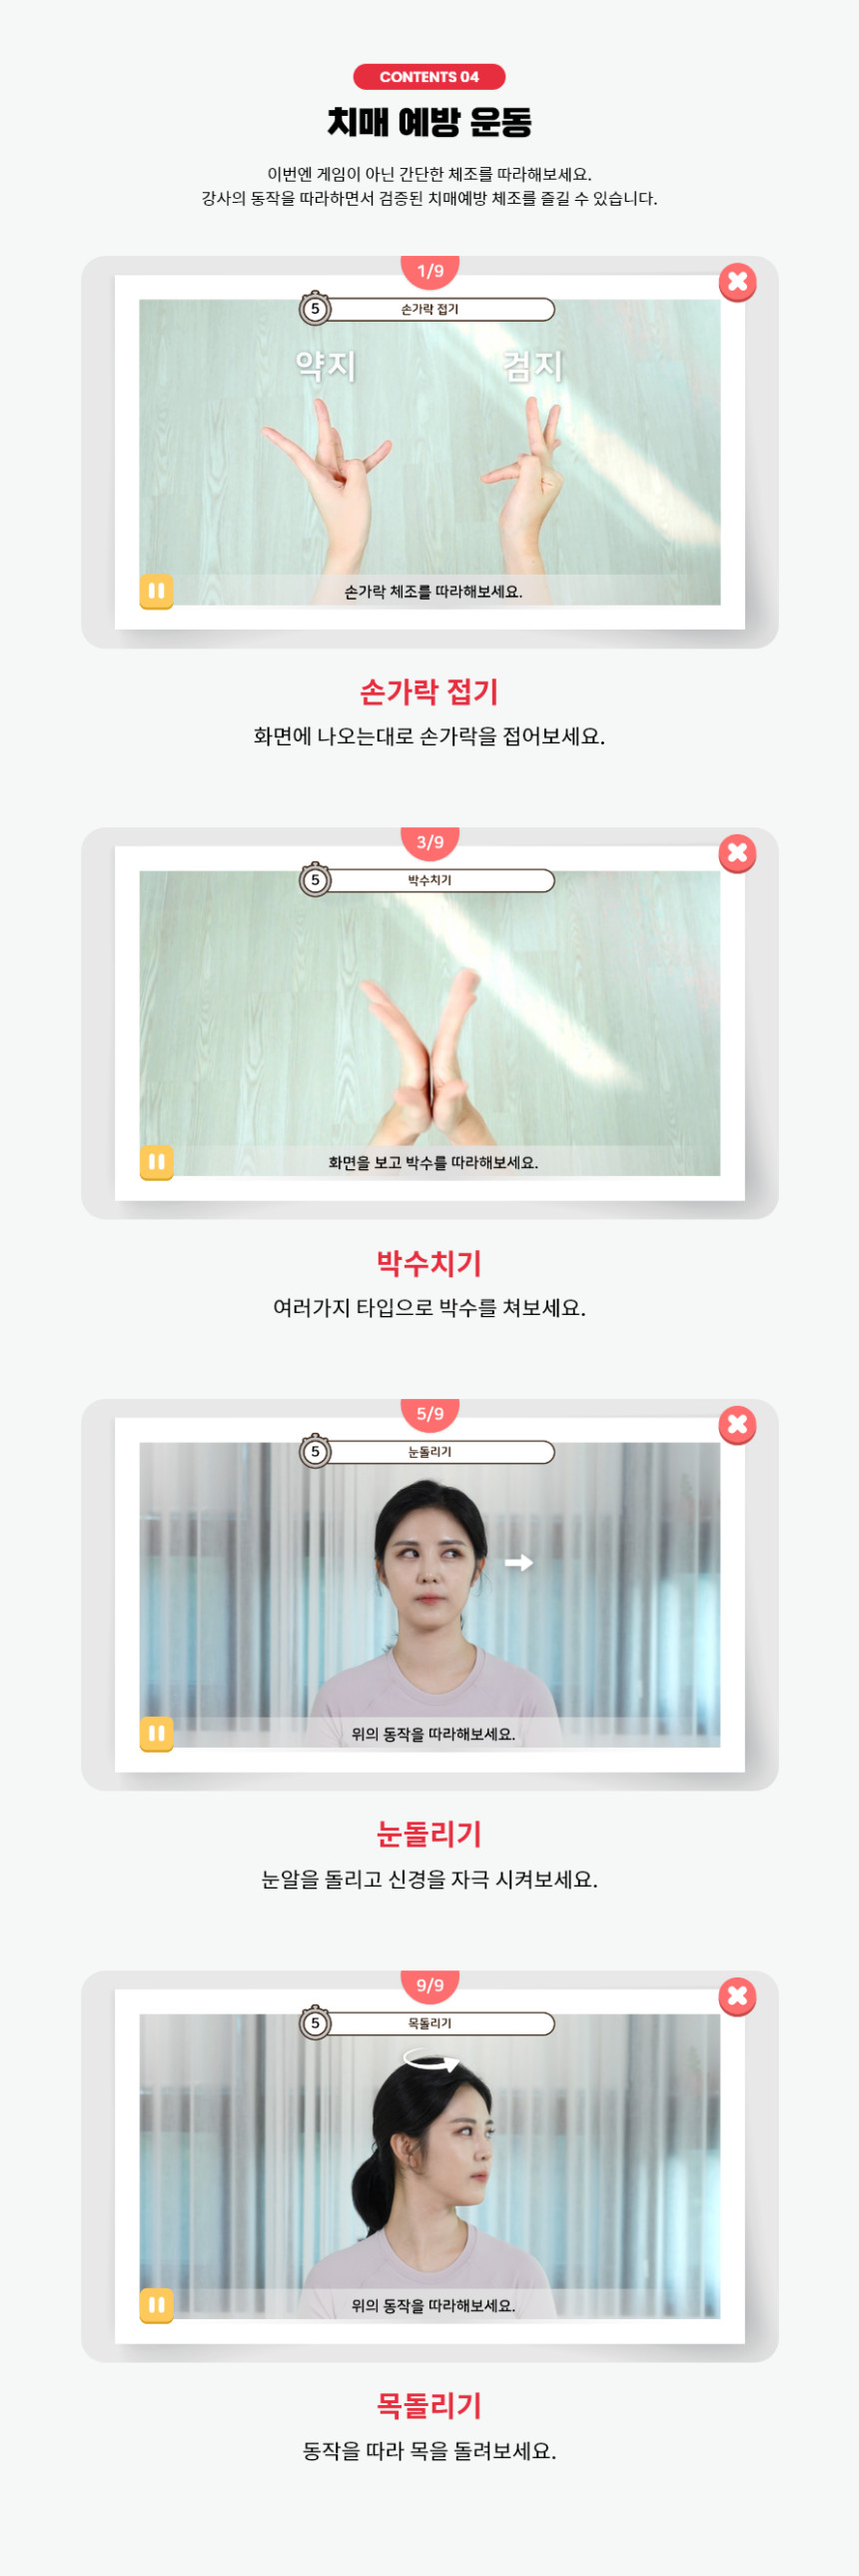 CONTENTS 04
치매 예방 운동
이번엔 게임이 아닌 간단한 체조를 따라해보세요.
강사의 동작을 따라하면서 검증된 치매예방 체조를 즐길 수 있습니다.
1/9
5 손가락 접기
약지 검지
손가락 체조를 따라해보세요.
손가락 접기
화면에 나오는대로 손가락을 접어보세요.
3/9
5 박수치기
화면을 보고 박수를 따라해보세요.
박수치기
여러가지 타입으로 박수를 쳐보세요.
5/9
5 눈돌리기
위의 동작을 따라해보세요.
눈돌리기
눈알을 돌리고 신경을 자극 시켜보세요.
9/9
5 목돌리기
위의 동작을 따라해보세요.
목돌리기
동작을 따라 목을 돌려보세요.